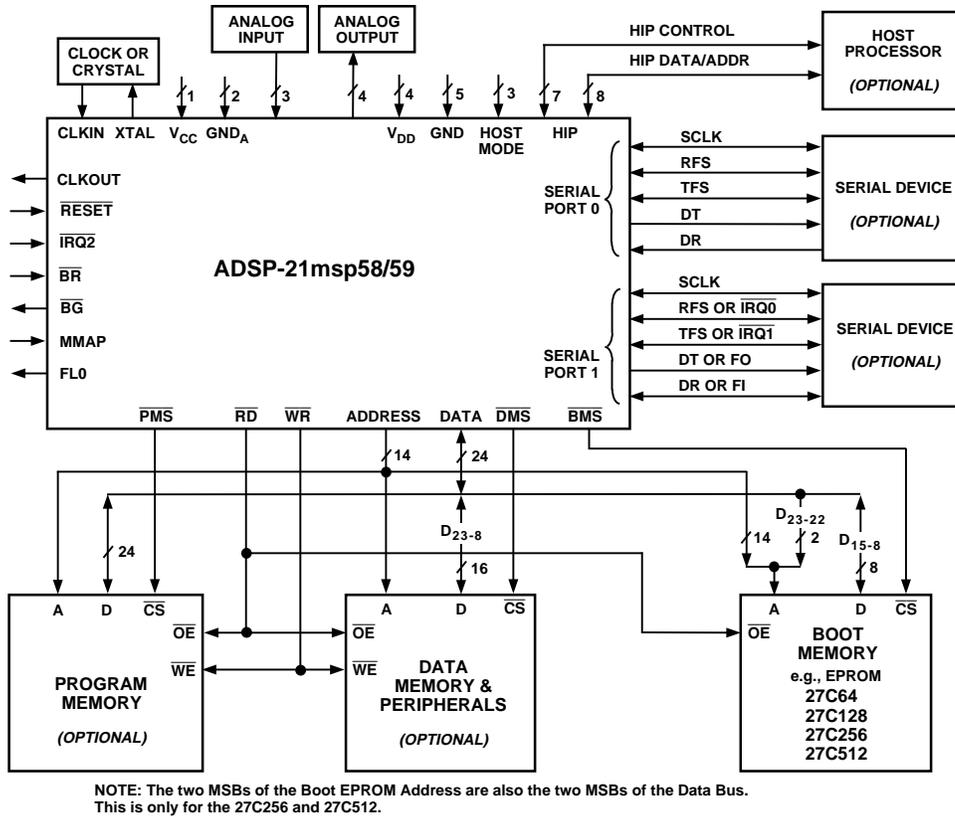 ANALOG
INPUT
ANALOG
OUTPUT
CLOCK OR
CRYSTAL
HIP CONTROL
HIP DATA/ADDR
HOST
PROCESSOR
(OPTIONAL)
1
2
3
4
4
5
3
7
8
CLKIN
XTAL
VCC
GNDA
VDD
GND
HOST
MODE
HIP
CLKOUT
RESET
IRQ2
BR
BG
MMAP
FL0
ADSP-21msp58/59
SERIAL
PORT 0
SCLK
RFS
TFS
DT
DR
SERIAL DEVICE
(OPTIONAL)
SERIAL
PORT 1
SCLK
RFS OR IRQ0
TFS OR IRQ1
DT OR FO
DR OR FI
SERIAL DEVICE
(OPTIONAL)
PMS
RD
WR
ADDRESS
DATA
DMS
BMS
14
24
24
D23-8
16
14
D23-22
2
D15-8
8
A
D
CS
OE
WE
PROGRAM
MEMORY
(OPTIONAL)
A
D
CS
OE
WE
DATA
MEMORY &
PERIPHERALS
(OPTIONAL)
A
D
CS
OE
BOOT
MEMORY
e.g., EPROM
27C64
27C128
27C256
27C512
NOTE: The two MSBs of the Boot EPROM Address are also the two MSBs of the Data Bus.
This is only for the 27C256 and 27C512.